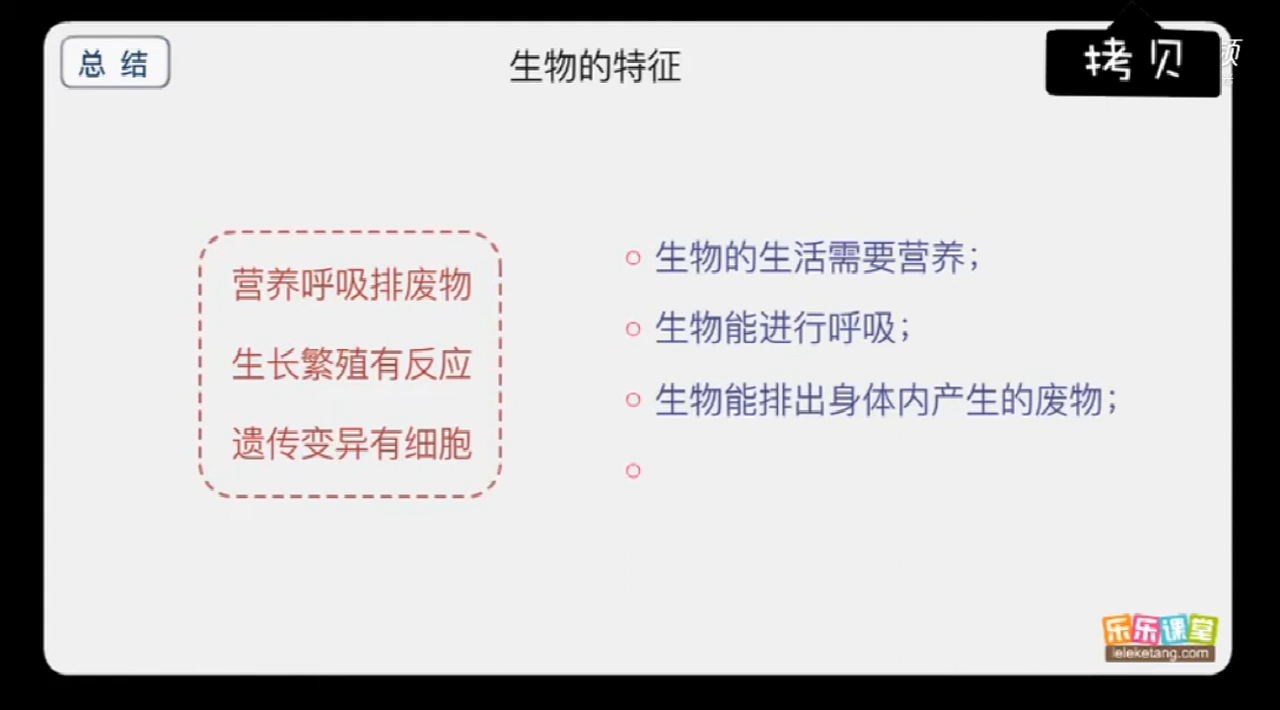 总结
生物的特征
拷贝
营养呼吸排废物
生长繁殖有反应
遗传变异有细胞
生物的生活需要营养；
生物能进行呼吸；
生物能排出身体内产生的废物；
乐乐课堂
leleketang.com